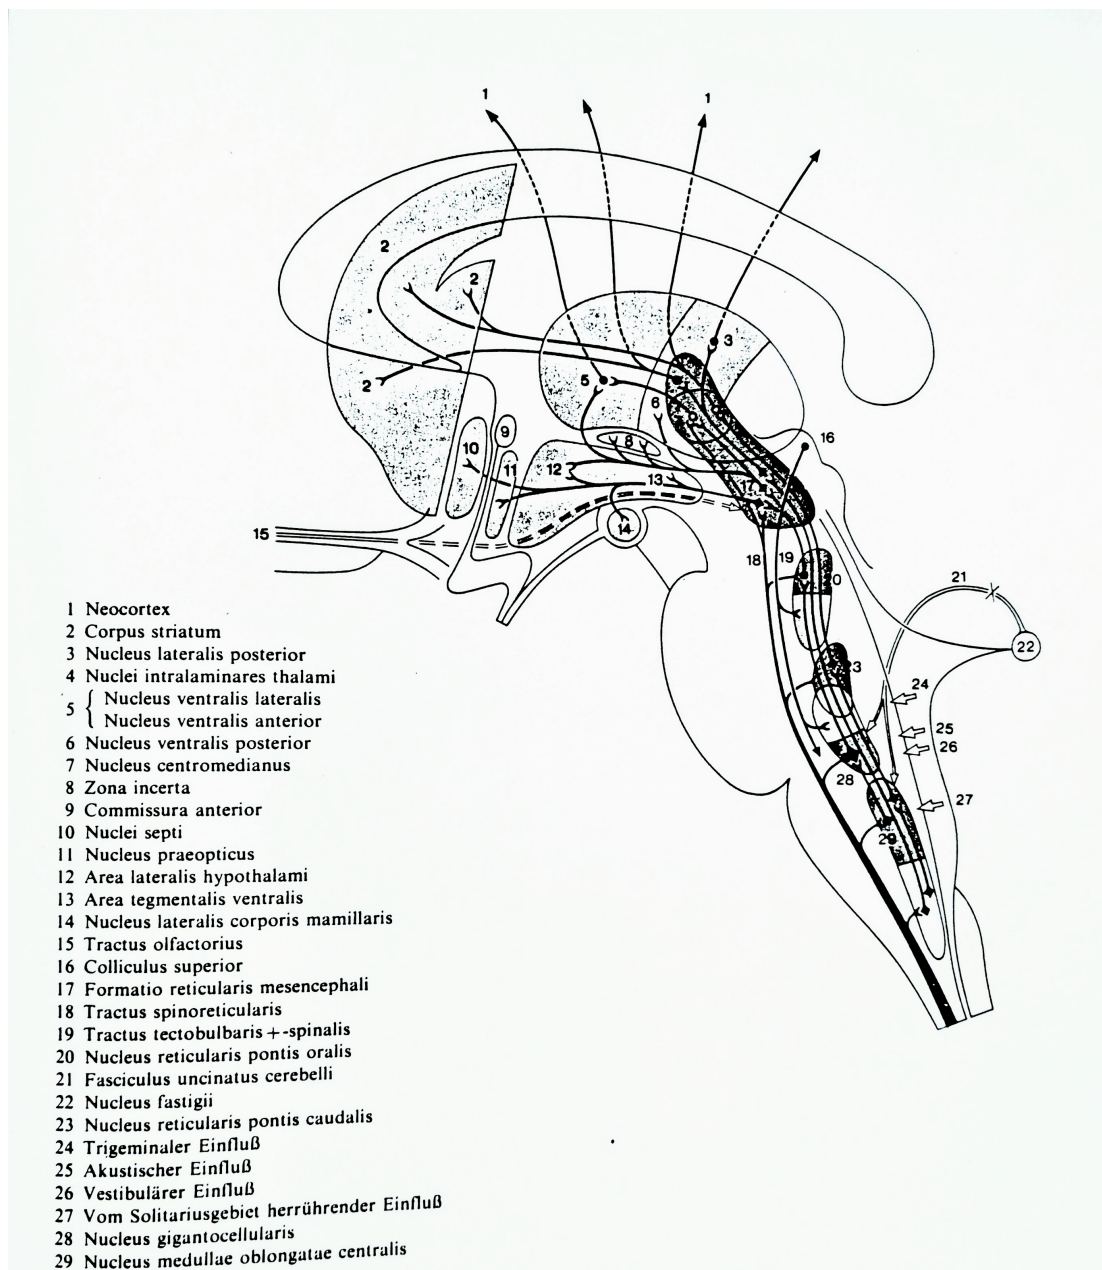 1
1
2
2
3
2
5
6
16
9
8
10
11
12
13
17
14
15
18
19
0
21
22
23
24
25
26
28
27
29
1 Neocortex
2 Corpus striatum
3 Nucleus lateralis posterior
4 Nuclei intralaminares thalami
5 { Nucleus ventralis lateralis
Nucleus ventralis anterior
6 Nucleus ventralis posterior
7 Nucleus centromedianus
8 Zona incerta
9 Commissura anterior
10 Nuclei septi
11 Nucleus praeopticus
12 Area lateralis hypothalami
13 Area tegmentalis ventralis
14 Nucleus lateralis corporis mamillaris
15 Tractus olfactorius
16 Colliculus superior
17 Formatio reticularis mesencephali
18 Tractus spinoreticularis
19 Tractus tectobulbaris +-spinalis
20 Nucleus reticularis pontis oralis
21 Fasciculus uncinatus cerebelli
22 Nucleus fastigii
23 Nucleus reticularis pontis caudalis
24 Trigeminaler Einfluß
25 Akustischer Einfluß
26 Vestibulärer Einfluß
27 Vom Solitariusgebiet herrührender Einfluß
28 Nucleus gigantocellularis
29 Nucleus medullae oblongatae centralis